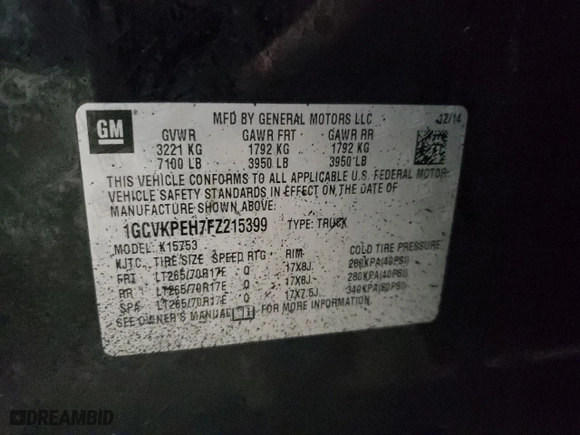 GM
MFD BY GENERAL MOTORS LLC
12/14
GVWR GAWR FRT GAWR RR
3221 KG 1792 KG 1792 KG
7100 LB 3950 LB 3950 LB
THIS VEHICLE CONFORMS TO ALL APPLICABLE U.S. FEDERAL MOTOR
VEHICLE SAFETY STANDARDS IN EFFECT ON THE DATE OF
MANUFACTURE SHOWN ABOVE.
1GCVKPEH7FZ215399 TYPE: TRUCK
MODEL: K15753
KJTC TIRE SIZE SPEED RTG RIM COLD TIRE PRESSURE
FRT LT265/70R17E Q 17X8J 280KPA(40PSI)
RR LT265/70R17E Q 17X8J 280KPA(40PSI)
SPA LT265/70R17E Q 17X7.5J 340KPA(50PSI)
SEE OWNER'S MANUAL FOR MORE INFORMATION.
DREAMBID